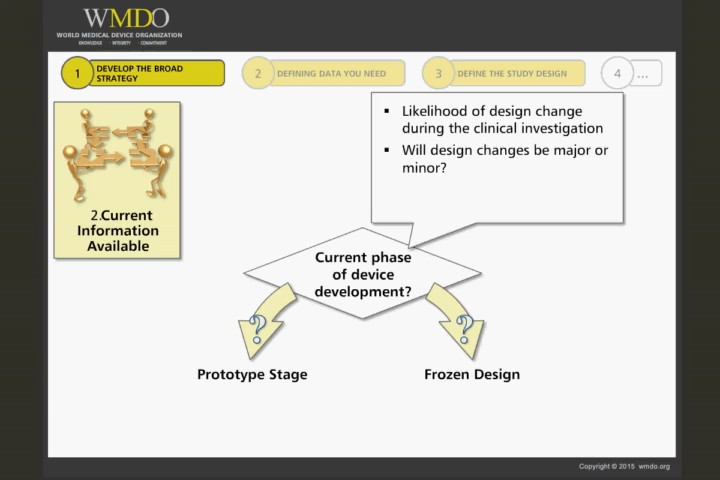 WMDO
WORLD MEDICAL DEVICE ORGANIZATION
KNOWLEDGE · INTEGRITY · COMMITMENT
1 DEVELOP THE BROAD
STRATEGY
2 DEFINING DATA YOU NEED
3 DEFINE THE STUDY DESIGN
4 ...
2.Current
Information
Available
▪ Likelihood of design change
during the clinical investigation
▪ Will design changes be major or
minor?
Current phase
of device
development?
?
?
Prototype Stage
Frozen Design
Copyright © 2015 wmdo.org